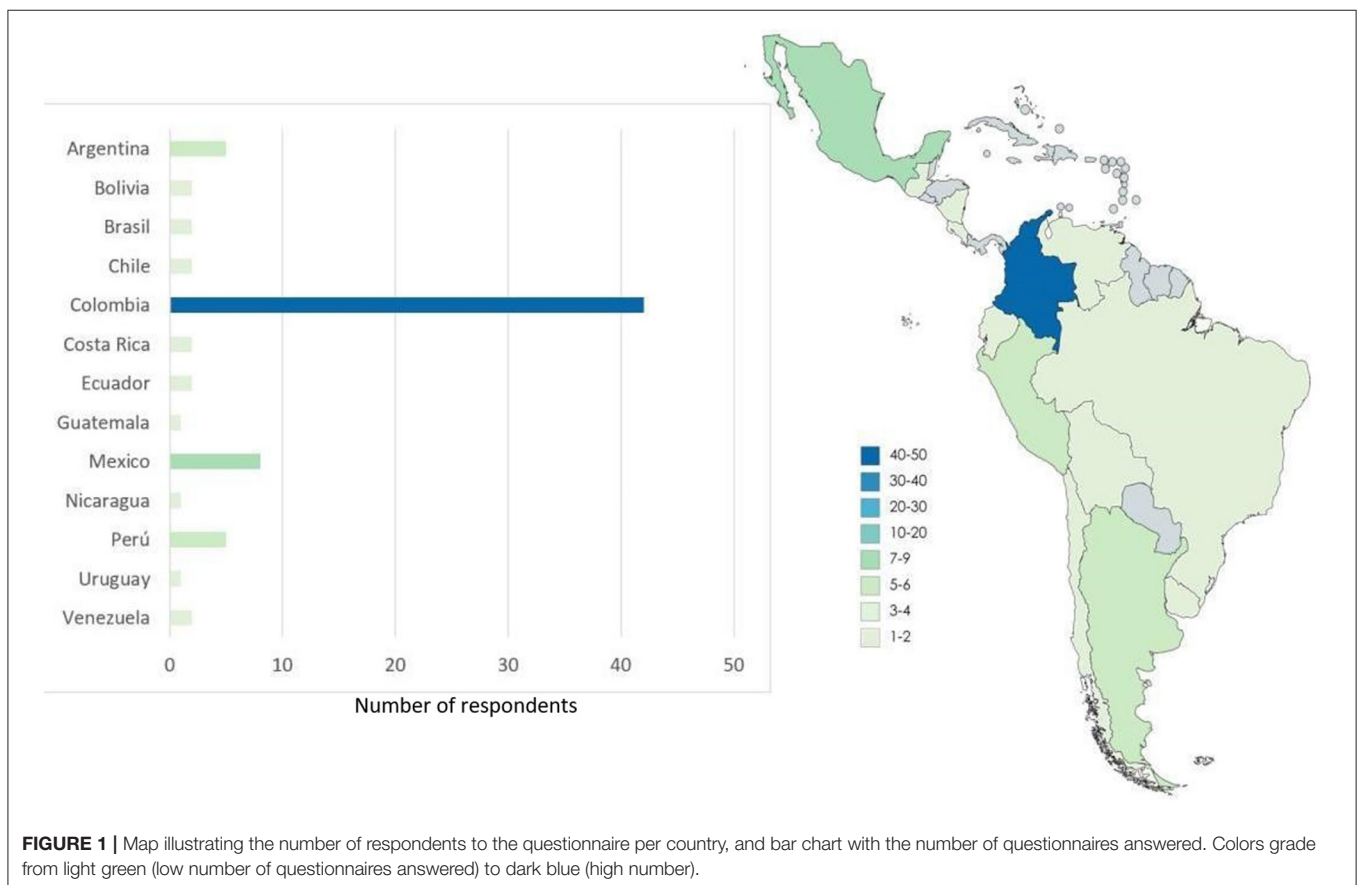 Argentina
Bolivia
Brasil
Chile
Colombia
Costa Rica
Ecuador
Guatemala
Mexico
Nicaragua
Perú
Uruguay
Venezuela
0 10 20 30 40 50
Number of respondents
40-50
30-40
20-30
10-20
7-9
5-6
3-4
1-2
FIGURE 1 | Map illustrating the number of respondents to the questionnaire per country, and bar chart with the number of questionnaires answered. Colors grade
from light green (low number of questionnaires answered) to dark blue (high number).